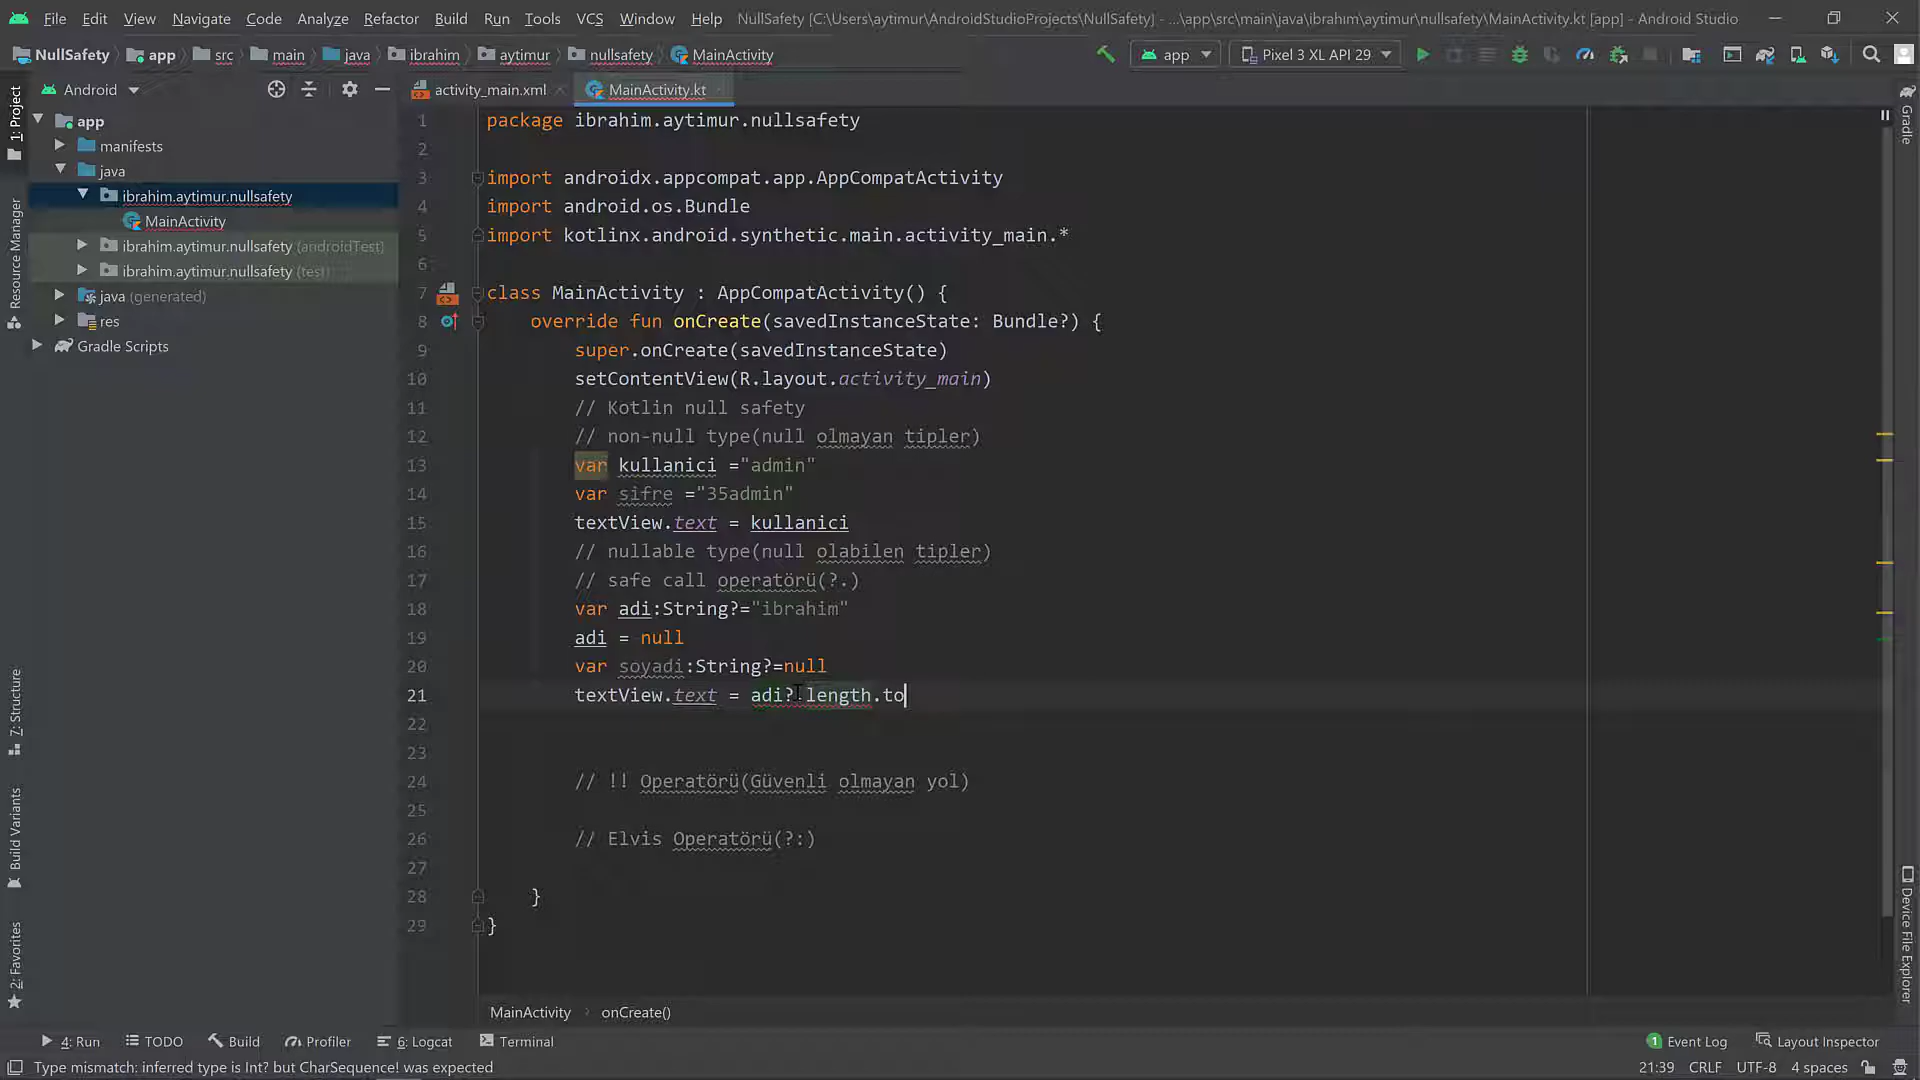 File Edit View Navigate Code Analyze Refactor Build Run Tools VCS Window Help NullSafety [C:\Users\aytimur\AndroidStudioProjects\NullSafety] - ...\app\src\main\java\ibrahim\aytimur\nullsafety\MainActivity.kt [app] - Android Studio
NullSafety app src main java ibrahim aytimur nullsafety MainActivity app Pixel 3 XL API 29
Android
activity_main.xml MainActivity.kt
app
manifests
java
ibrahim.aytimur.nullsafety
MainActivity
ibrahim.aytimur.nullsafety (androidTest)
ibrahim.aytimur.nullsafety (test)
java (generated)
res
Gradle Scripts
1: Project
Resource Manager
7: Structure
Build Variants
2: Favorites
1 package ibrahim.aytimur.nullsafety
2
3 import androidx.appcompat.app.AppCompatActivity
4 import android.os.Bundle
5 import kotlinx.android.synthetic.main.activity_main.*
6
7 class MainActivity : AppCompatActivity() {
8 override fun onCreate(savedInstanceState: Bundle?) {
9 super.onCreate(savedInstanceState)
10 setContentView(R.layout.activity_main)
11 // Kotlin null safety
12 // non-null type(null olmayan tipler)
13 var kullanici ="admin"
14 var sifre ="35admin"
15 textView.text = kullanici
16 // nullable type(null olabilen tipler)
17 // safe call operatörü(?.)
18 var adi:String?="ibrahim"
19 adi = null
20 var soyadi:String?=null
21 textView.text = adi?.length.to
22
23
24 // !! Operatörü(Güvenli olmayan yol)
25
26 // Elvis Operatörü(?:)
27
28 }
29 }
Gradle
Device File Explorer
MainActivity onCreate()
4: Run TODO Build Profiler 6: Logcat Terminal 1 Event Log Layout Inspector
Type mismatch: inferred type is Int? but CharSequence! was expected 21:39 CRLF UTF-8 4 spaces